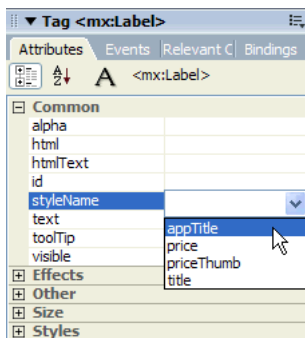 ▼ Tag <mx:Label>
Attributes Events Relevant C Bindings
A Z A <mx:Label>
Common
alpha
html
htmlText
id
styleName
text
toolTip
visible
appTitle
price
priceThumb
title
Effects
Other
Size
Styles